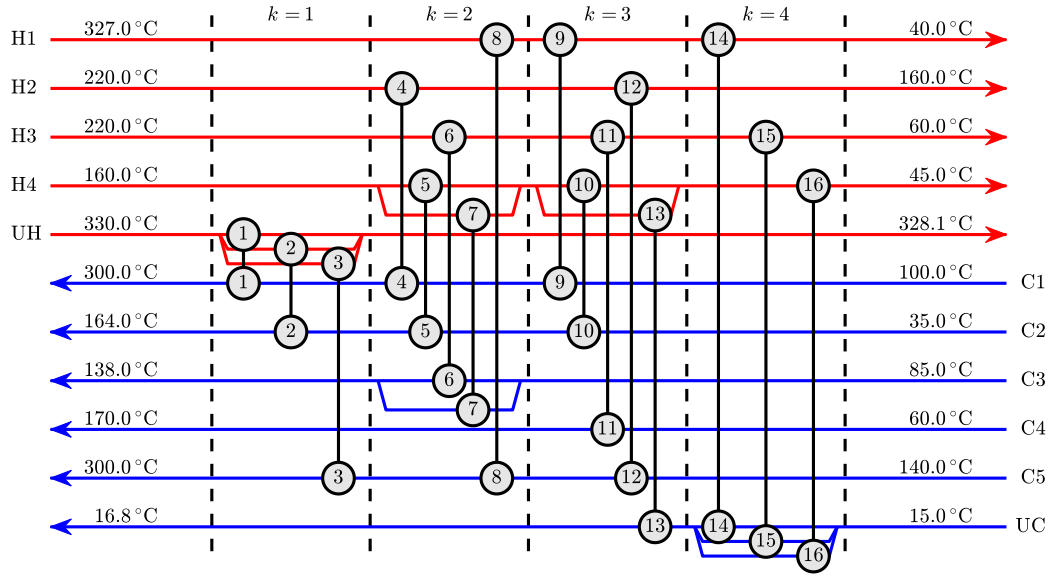 k = 1 k = 2 k = 3 k = 4
H1 327.0 °C 8 9 14 40.0 °C
H2 220.0 °C 4 12 160.0 °C
H3 220.0 °C 6 11 15 60.0 °C
H4 160.0 °C 5 10 16 45.0 °C
7 13
UH 330.0 °C 1 328.1 °C
2
3
300.0 °C 1 4 9 100.0 °C C1
164.0 °C 2 5 10 35.0 °C C2
138.0 °C 6 85.0 °C C3
7
170.0 °C 11 60.0 °C C4
300.0 °C 3 8 12 140.0 °C C5
16.8 °C 13 14 15.0 °C UC
15
16